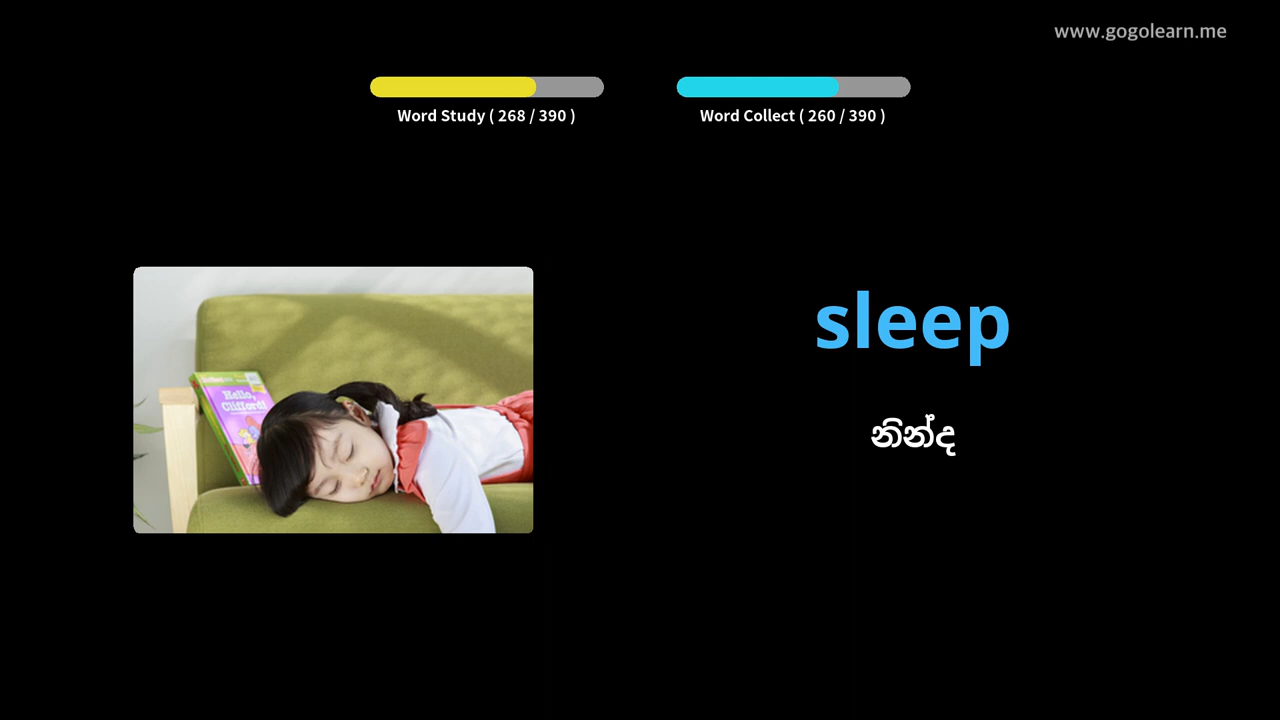 www.gogolearn.me
Word Study ( 268 / 390 )
Word Collect ( 260 / 390 )
sleep
නින්ද
Hello,
Clifford!